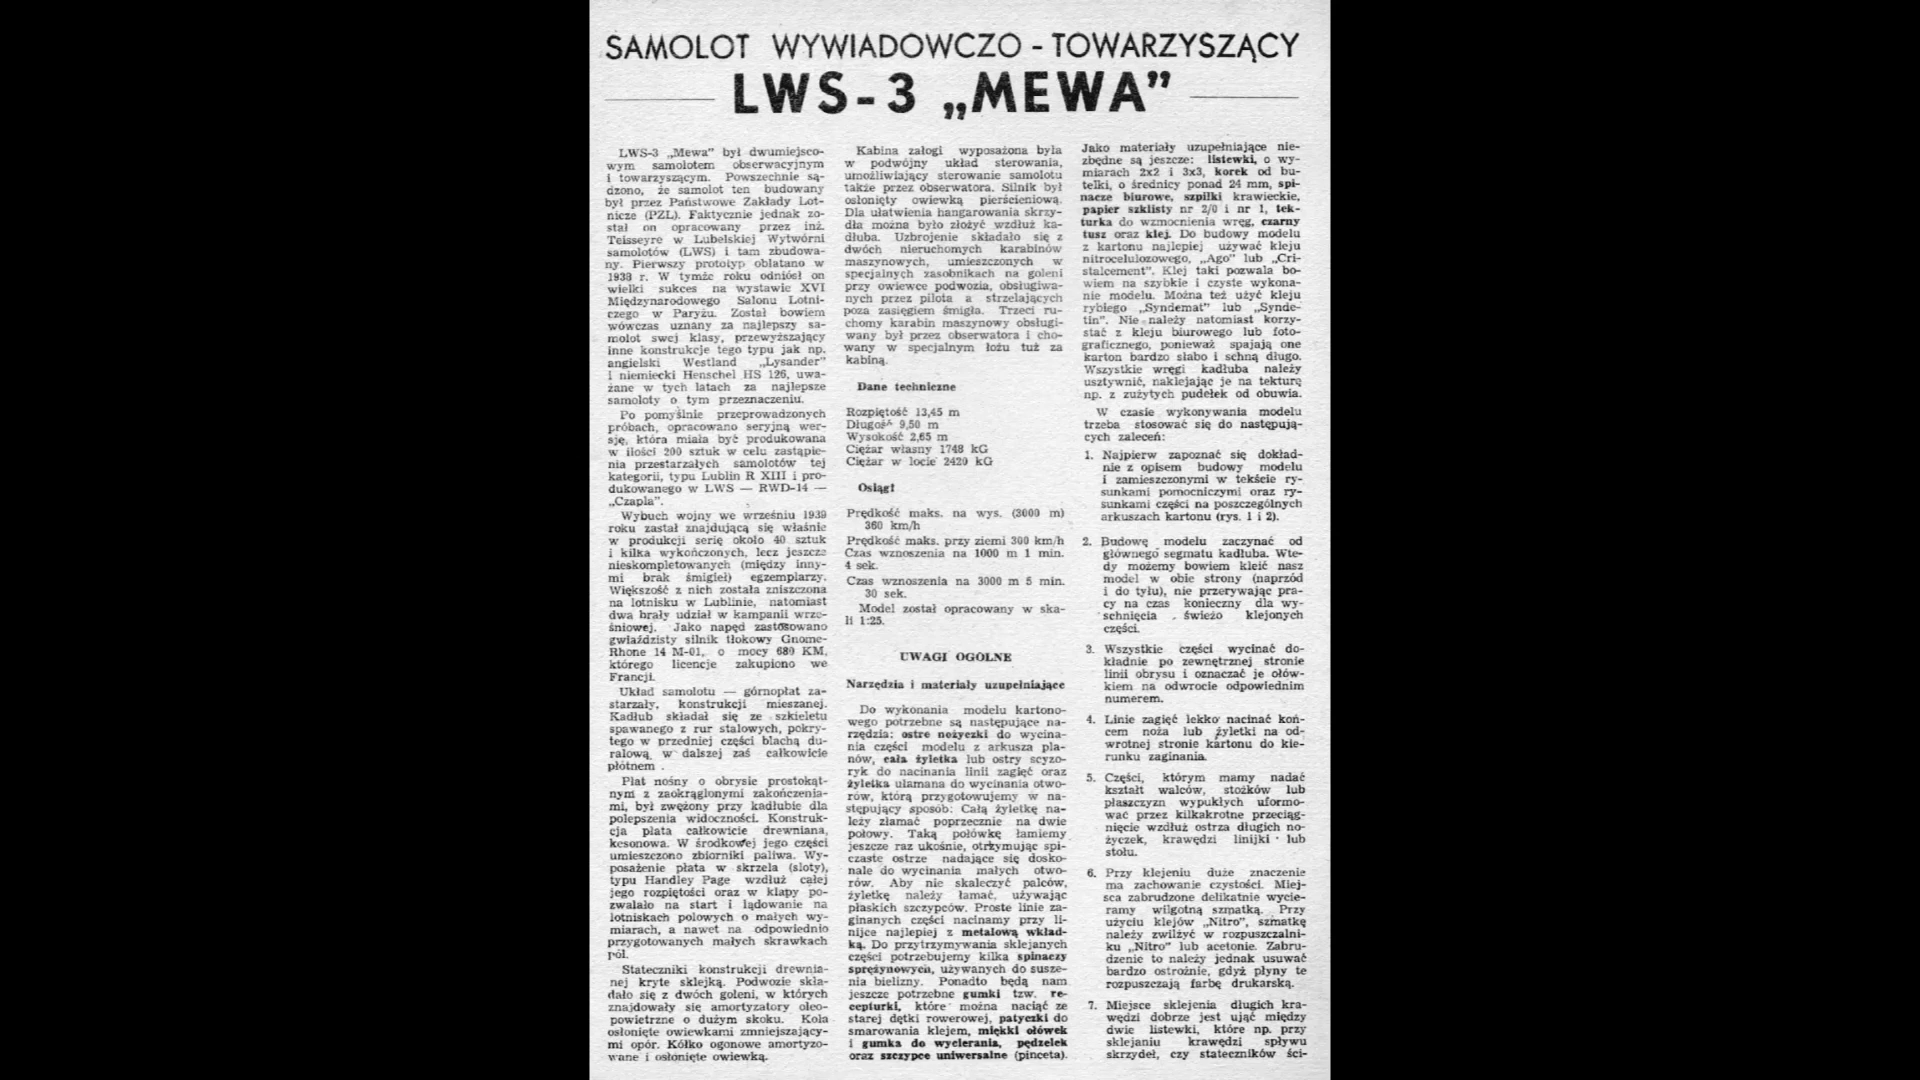 SAMOLOT WYWIADOWCZO - TOWARZYSZĄCY
LWS-3 „MEWA”
LWS-3 „Mewa” był dwumiejsco-
wym samolotem obserwacyjnym
i towarzyszącym. Powszechnie są-
dzono, że samolot ten budowany
był przez Państwowe Zakłady Lot-
nicze (PZL). Faktycznie jednak zo-
stał on opracowany przez inż.
Teisseyre w Lubelskiej Wytwórni
samolotów (LWS) i tam zbudowa-
ny. Pierwszy prototyp oblatano w
1938 r. W tymże roku odniósł on
wielki sukces na wystawie XVI
Międzynarodowego Salonu Lotni-
czego w Paryżu. Został bowiem
wówczas uznany za najlepszy sa-
molot swej klasy, przewyższający
inne konstrukcje tego typu jak np.
angielski Westland „Lysander”
i niemiecki Henschel HS 126, uwa-
żane w tych latach za najlepsze
samoloty o tym przeznaczeniu.
Po pomyślnie przeprowadzonych
próbach, opracowano seryjną wer-
sję, która miała być produkowana
w ilości 200 sztuk w celu zastąpie-
nia przestarzałych samolotów tej
kategorii, typu Lublin R XIII i pro-
dukowanego w LWS — RWD-14 —
„Czapla”.
Wybuch wojny we wrześniu 1939
roku zastał znajdującą się właśnie
w produkcji serię około 40 sztuk
i kilka wykończonych, lecz jeszcze
nieskompletowanych (między inny-
mi brak śmigieł) egzemplarzy.
Większość z nich została zniszczona
na lotnisku w Lublinie, natomiast
dwa brały udział w kampanii wrze-
śniowej. Jako napęd zastosowano
gwiaździsty silnik tłokowy Gnome-
Rhone 14 M-01, o mocy 680 KM,
którego licencje zakupiono we
Francji.
Układ samolotu — górnopłat za-
starzały, konstrukcji mieszanej.
Kadłub składał się ze szkieletu
spawanego z rur stalowych, pokry-
tego w przedniej części blachą du-
ralową, w dalszej zaś całkowicie
płótnem .
Płat nośny o obrysie prostokąt-
nym z zaokrąglonymi zakończenia-
mi, był zwężony przy kadłubie dla
polepszenia widoczności. Konstruk-
cja płata całkowicie drewniana,
kesonowa. W środkowej jego części
umieszczono zbiorniki paliwa. Wy-
posażenie płata w skrzela (sloty),
typu Handley Page wzdłuż całej
jego rozpiętości oraz w klapy po-
zwalało na start i lądowanie na
lotniskach polowych o małych wy-
miarach, a nawet na odpowiednio
przygotowanych małych skrawkach
pól.
Stateczniki konstrukcji drewnia-
nej kryte sklejką. Podwozie skła-
dało się z dwóch goleni, w których
znajdowały się amortyzatory oleo-
powietrzne o dużym skoku. Koła
osłonięte owiewkami zmniejszający-
mi opór. Kółko ogonowe amortyzo-
wane i osłonięte owiewką.
Kabina załogi wyposażona była
w podwójny układ sterowania,
umożliwiający sterowanie samolotu
także przez obserwatora. Silnik był
osłonięty owiewką pierścieniową.
Dla ułatwienia hangarowania skrzy-
dła można było złożyć wzdłuż ka-
dłuba. Uzbrojenie składało się z
dwóch nieruchomych karabinów
maszynowych, umieszczonych w
specjalnych zasobnikach na goleni
przy owiewce podwozia, obsługiwa-
nych przez pilota a strzelających
poza zasięgiem śmigła. Trzeci ru-
chomy karabin maszynowy obsługi-
wany był przez obserwatora i cho-
wany w specjalnym łożu tuż za
kabiną.
Dane techniczne
Rozpiętość 13,45 m
Długość 9,50 m
Wysokość 2,65 m
Ciężar własny 1748 kG
Ciężar w locie 2420 kG
Osiągi
Prędkość maks. na wys. (3000 m)
360 km/h
Prędkość maks. przy ziemi 300 km/h
Czas wznoszenia na 1000 m 1 min.
4 sek.
Czas wznoszenia na 3000 m 5 min.
30 sek.
Model został opracowany w ska-
li 1:25.
UWAGI OGÓLNE
Narzędzia i materiały uzupełniające
Do wykonania modelu kartono-
wego potrzebne są następujące na-
rzędzia: ostre nożyczki do wycina-
nia części modelu z arkusza pla-
nów, cała żyletka lub ostry scyzo-
ryk do nacinania linii zagięć oraz
żyletka ułamana do wycinania otwo-
rów, którą przygotowujemy w na-
stępujący sposób: Całą żyletkę na-
leży złamać poprzecznie na dwie
połowy. Taką połówkę łamiemy
jeszcze raz ukośnie, otrzymując spi-
czaste ostrze nadające się dosko-
nale do wycinania małych otwo-
rów. Aby nie skaleczyć palców,
żyletkę należy łamać, używając
płaskich szczypców. Proste linie za-
ginanych części nacinamy przy li-
nijce najlepiej z metalową wkład-
ką. Do przytrzymywania sklejanych
części potrzebujemy kilka spinaczy
sprężynowych, używanych do susze-
nia bielizny. Ponadto będą nam
jeszcze potrzebne gumki tzw. re-
cepturki, które można naciąć ze
starej dętki rowerowej, patyczki do
smarowania klejem, miękki ołówek
i gumka do wycierania, pędzelek
oraz szczypce uniwersalne (pinceta).
Jako materiały uzupełniające nie-
zbędne są jeszcze: listewki, o wy-
miarach 2x2 i 3x3, korek od bu-
telki, o średnicy ponad 24 mm, spi-
nacze biurowe, szpilki krawieckie,
papier szklisty nr 2/0 i nr 1, tek-
turka do wzmocnienia wręg, czarny
tusz oraz klej. Do budowy modelu
z kartonu najlepiej używać kleju
nitrocelulozowego, „Ago” lub „Cri-
stalcement”. Klej taki pozwala bo-
wiem na szybkie i czyste wykona-
nie modelu. Można też użyć kleju
rybiego „Syndemat” lub „Synde-
tin”. Nie należy natomiast korzy-
stać z kleju biurowego lub foto-
graficznego, ponieważ spajają one
karton bardzo słabo i schną długo.
Wszystkie wręgi kadłuba należy
usztywnić, naklejając je na tekturę
np. z zużytych pudełek od obuwia.
W czasie wykonywania modelu
trzeba stosować się do następują-
cych zaleceń:
1. Najpierw zapoznać się dokład-
nie z opisem budowy modelu
i zamieszczonymi w tekście ry-
sunkami pomocniczymi oraz ry-
sunkami części na poszczególnych
arkuszach kartonu (rys. 1 i 2).
2. Budowę modelu zaczynać od
głównego segmatu kadłuba. Wte-
dy możemy bowiem kleić nasz
model w obie strony (naprzód
i do tyłu), nie przerywając pra-
cy na czas konieczny dla wy-
schnięcia świeżo klejonych
części.
3. Wszystkie części wycinać do-
kładnie po zewnętrznej stronie
linii obrysu i oznaczać je ołów-
kiem na odwrocie odpowiednim
numerem.
4. Linie zagięć lekko nacinać koń-
cem noża lub żyletki na od-
wrotnej stronie kartonu do kie-
runku zaginania.
5. Części, którym mamy nadać
kształt walców, stożków lub
płaszczyzn wypukłych uformo-
wać przez kilkakrotne przeciąg-
nięcie wzdłuż ostrza długich no-
życzek, krawędzi linijki lub
stołu.
6. Przy klejeniu duże znaczenie
ma zachowanie czystości. Miej-
sca zabrudzone delikatnie wycie-
ramy wilgotną szmatką. Przy
użyciu klejów „Nitro”, szmatkę
należy zwilżyć w rozpuszczalni-
ku „Nitro” lub acetonie. Zabru-
dzenie to należy jednak usuwać
bardzo ostrożnie, gdyż płyny te
rozpuszczają farbę drukarską.
7. Miejsce sklejenia długich kra-
wędzi dobrze jest ująć między
dwie listewki, które np. przy
sklejaniu krawędzi spływu
skrzydeł, czy stateczników ści-